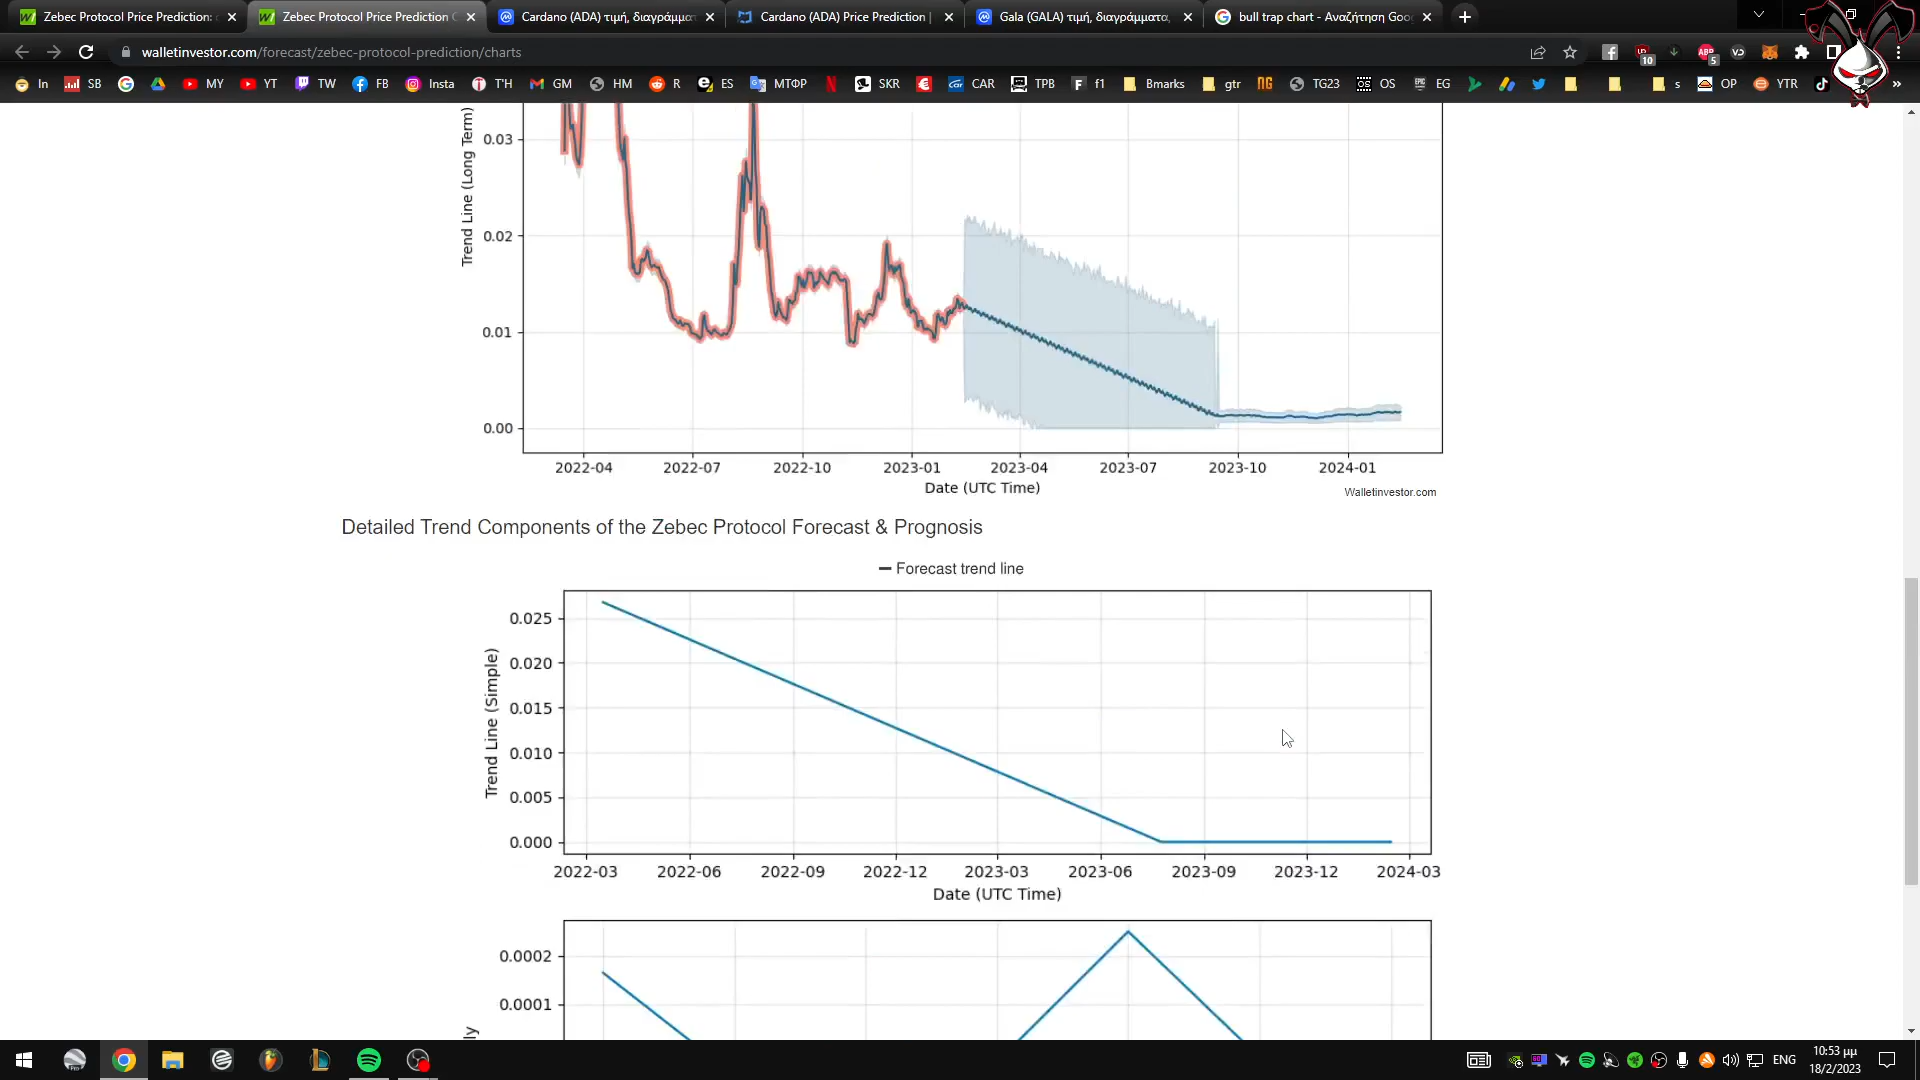 Zebec Protocol Price Prediction:
Zebec Protocol Price Prediction C
Cardano (ADA) τιμή, διαγράμματα
Cardano (ADA) Price Prediction |
Gala (GALA) τιμή, διαγράμματα,
bull trap chart - Αναζήτηση Goo
walletinvestor.com/forecast/zebec-protocol-prediction/charts
10
ABP
5
In
SB
MY
YT
TW
FB
Insta
T'H
GM
HM
R
ES
ΜΤΦΡ
SKR
CAR
TPB
f1
Bmarks
gtr
NG
TG23
OS
EG
s
OP
YTR
»
Trend Line (Long Term)
0.03
0.02
0.01
0.00
2022-04
2022-07
2022-10
2023-01
2023-04
2023-07
2023-10
2024-01
Date (UTC Time)
Walletinvestor.com
Detailed Trend Components of the Zebec Protocol Forecast & Prognosis
Forecast trend line
Trend Line (Simple)
0.025
0.020
0.015
0.010
0.005
0.000
2022-03
2022-06
2022-09
2022-12
2023-03
2023-06
2023-09
2023-12
2024-03
Date (UTC Time)
0.0002
0.0001
ly
ENG
10:53 μμ
18/2/2023